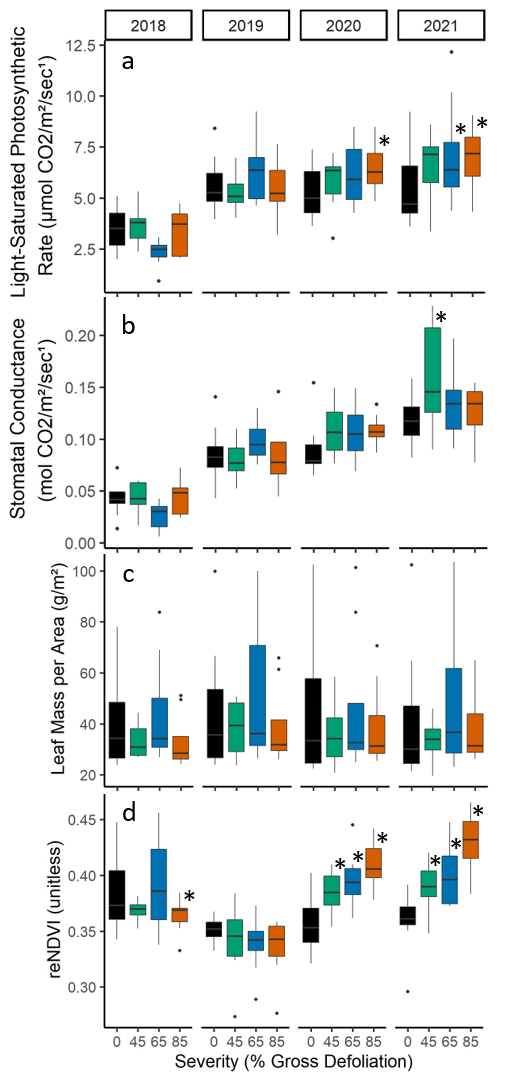 2018 2019 2020 2021
a
Light-Saturated Photosynthetic
Rate (µmol CO2/m²/sec¹)
12.5
10.0
7.5
5.0
2.5
* * *
b
Stomatal Conductance
(mol CO2/m²/sec¹)
0.20
0.15
0.10
0.05
0.00
*
c
Leaf Mass per Area (g/m²)
100
80
60
40
20
d
reNDVI (unitless)
0.45
0.40
0.35
0.30
* * * * * * *
0 45 65 85 0 45 65 85 0 45 65 85 0 45 65 85
Severity (% Gross Defoliation)